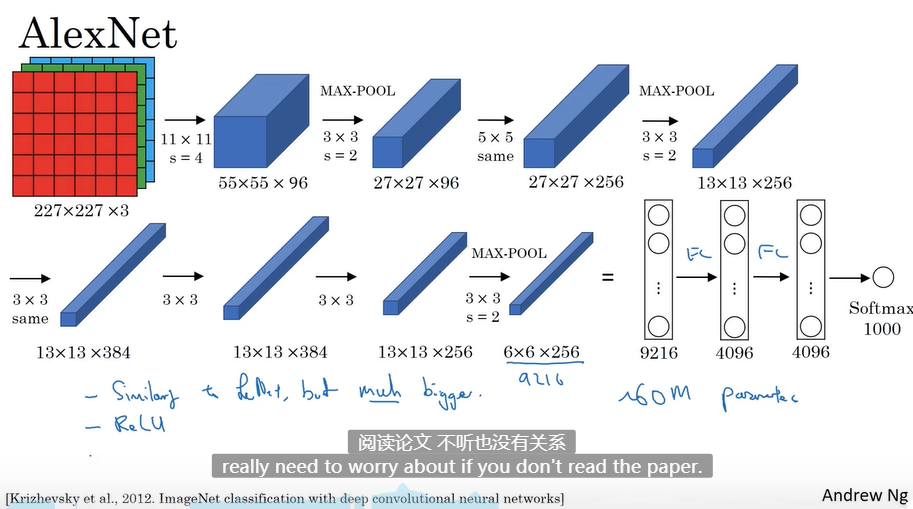 AlexNet
MAX-POOL
MAX-POOL
11 × 11
s = 4
3 × 3
s = 2
5 × 5
same
3 × 3
s = 2
55×55 × 96
27×27 ×96
27×27 ×256
13×13 ×256
227×227 ×3
MAX-POOL
FC
FC
=
3 × 3
same
3 × 3
3 × 3
3 × 3
s = 2
Softmax
1000
13×13 ×384
13×13 ×384
13×13 ×256
6×6 ×256
9216
4096
4096
9216
- Similar to LeNet, but much bigger.
~60M parameters
- ReLU
阅读论文 不听也没有关系
really need to worry about if you don't read the paper.
[Krizhevsky et al., 2012. ImageNet classification with deep convolutional neural networks]
Andrew Ng